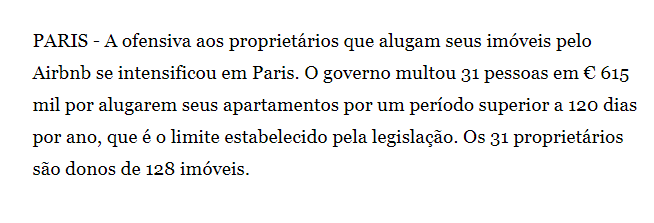 PARIS - A ofensiva aos proprietários que alugam seus imóveis pelo
Airbnb se intensificou em Paris. O governo multou 31 pessoas em € 615
mil por alugarem seus apartamentos por um período superior a 120 dias
por ano, que é o limite estabelecido pela legislação. Os 31 proprietários
são donos de 128 imóveis.